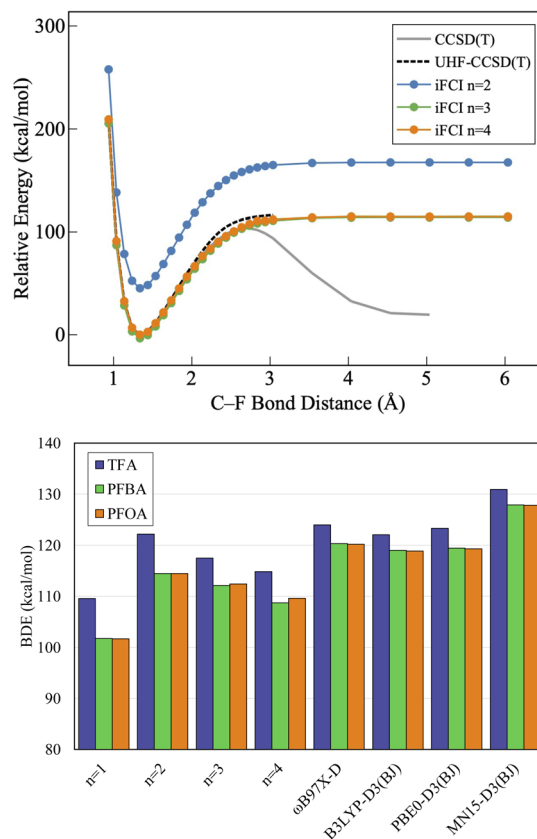 300
200
100
0
Relative Energy (kcal/mol)
CCSD(T)
UHF-CCSD(T)
iFCI n=2
iFCI n=3
iFCI n=4
1 2 3 4 5 6
C–F Bond Distance (Å)
140
130
120
110
100
90
80
BDE (kcal/mol)
TFA
PFBA
PFOA
n=1
n=2
n=3
n=4
ωB97X-D
B3LYP-D3(BJ)
PBE0-D3(BJ)
MN15-D3(BJ)